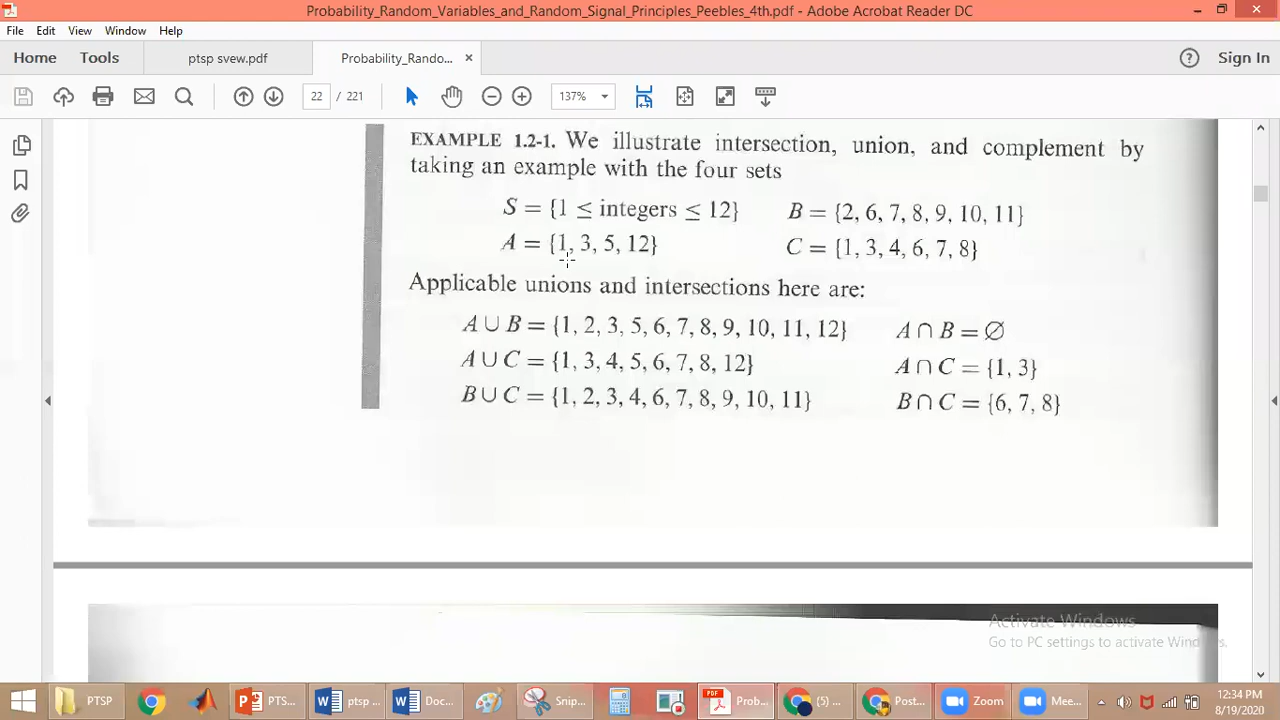 Probability_Random_Variables_and_Random_Signal_Principles_Peebles_4th.pdf - Adobe Acrobat Reader DC
File Edit View Window Help
Home Tools ptsp svew.pdf Probability_Rando... Sign In
22 / 221 137%
EXAMPLE 1.2-1. We illustrate intersection, union, and complement by
taking an example with the four sets
S = {1 ≤ integers ≤ 12} B = {2, 6, 7, 8, 9, 10, 11}
A = {1, 3, 5, 12} C = {1, 3, 4, 6, 7, 8}
Applicable unions and intersections here are:
A ∪ B = {1, 2, 3, 5, 6, 7, 8, 9, 10, 11, 12} A ∩ B = ∅
A ∪ C = {1, 3, 4, 5, 6, 7, 8, 12} A ∩ C = {1, 3}
B ∪ C = {1, 2, 3, 4, 6, 7, 8, 9, 10, 11} B ∩ C = {6, 7, 8}
Activate Windows
Go to PC settings to activate Windows.
PTSP PTS... ptsp ... Doc... Snip... Prob... (5) ... Post... Zoom Mee... 12:34 PM
8/19/2020